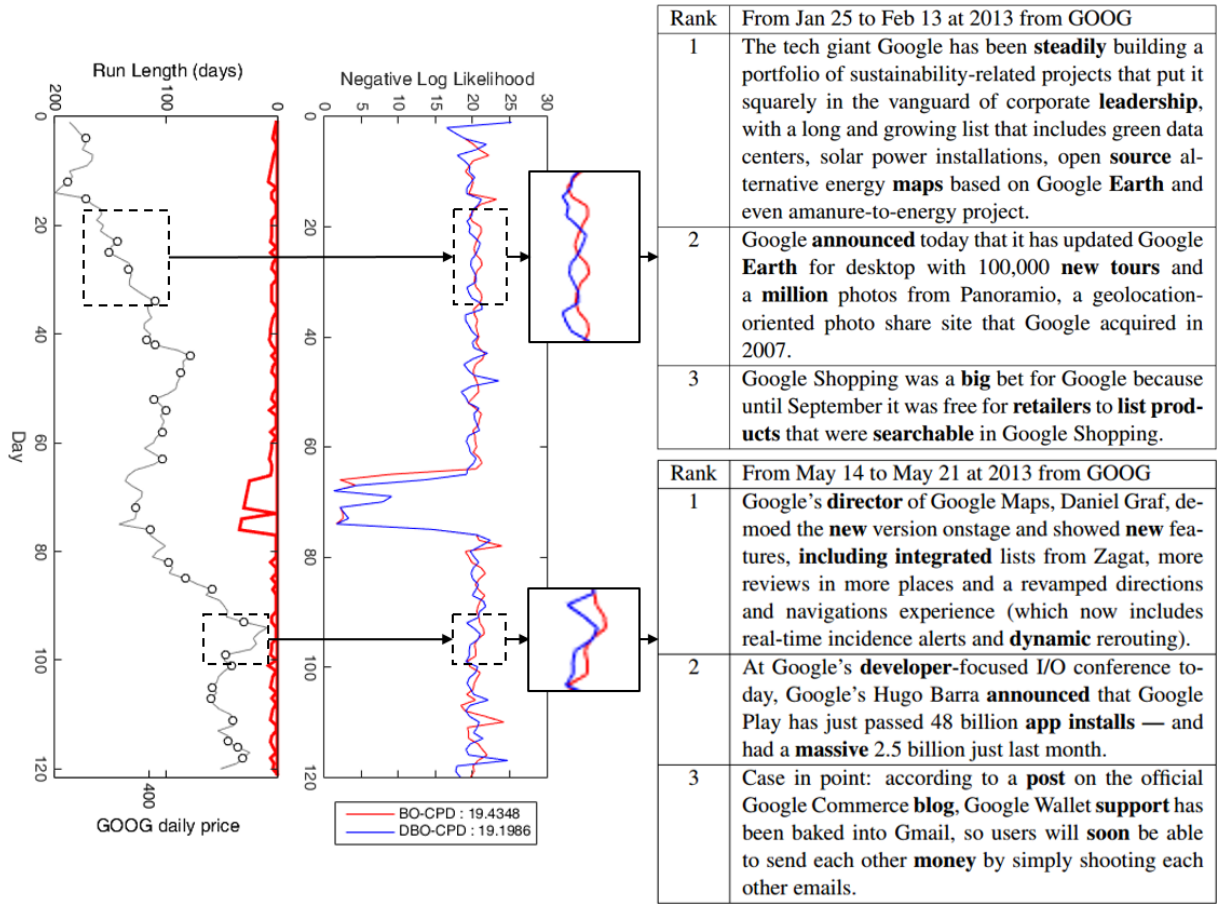 Run Length (days)
200
100
0
0
20
40
60
80
100
120
Day
400
GOOG daily price
Negative Log Likelihood
0
5
10
15
20
25
30
0
20
40
60
80
100
120
BO-CPD : 19.4348
DBO-CPD : 19.1986
Rank From Jan 25 to Feb 13 at 2013 from GOOG
1 The tech giant Google has been steadily building a
portfolio of sustainability-related projects that put it
squarely in the vanguard of corporate leadership,
with a long and growing list that includes green data
centers, solar power installations, open source al-
ternative energy maps based on Google Earth and
even amanure-to-energy project.
2 Google announced today that it has updated Google
Earth for desktop with 100,000 new tours and
a million photos from Panoramio, a geolocation-
oriented photo share site that Google acquired in
2007.
3 Google Shopping was a big bet for Google because
until September it was free for retailers to list prod-
ucts that were searchable in Google Shopping.
Rank From May 14 to May 21 at 2013 from GOOG
1 Google's director of Google Maps, Daniel Graf, de-
moed the new version onstage and showed new fea-
tures, including integrated lists from Zagat, more
reviews in more places and a revamped directions
and navigations experience (which now includes
real-time incidence alerts and dynamic rerouting).
2 At Google's developer-focused I/O conference to-
day, Google's Hugo Barra announced that Google
Play has just passed 48 billion app installs — and
had a massive 2.5 billion just last month.
3 Case in point: according to a post on the official
Google Commerce blog, Google Wallet support has
been baked into Gmail, so users will soon be able
to send each other money by simply shooting each
other emails.